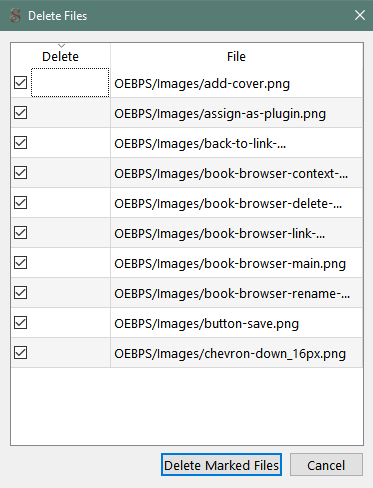 Delete Files
Delete File
OEBPS/Images/add-cover.png
OEBPS/Images/assign-as-plugin.png
OEBPS/Images/back-to-link-...
OEBPS/Images/book-browser-context-...
OEBPS/Images/book-browser-delete-...
OEBPS/Images/book-browser-link-...
OEBPS/Images/book-browser-main.png
OEBPS/Images/book-browser-rename-...
OEBPS/Images/button-save.png
OEBPS/Images/chevron-down_16px.png
Delete Marked Files Cancel